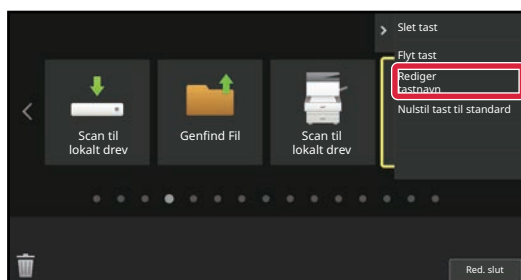 Slet tast
Flyt tast
Rediger
tastnavn
Nulstil tast til standard
Scan til
lokalt drev
Genfind Fil
Scan til
lokalt drev
Red. slut